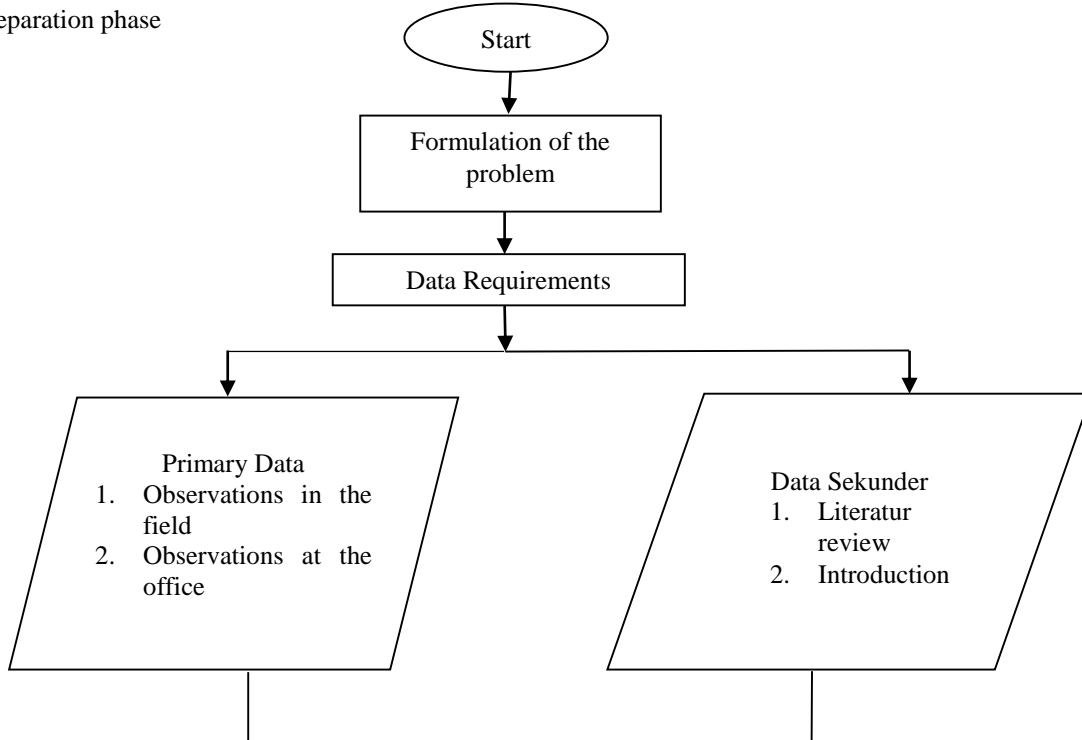 eparation phase
Start
Formulation of the
problem
Data Requirements
Primary Data
1. Observations in the
field
2. Observations at the
office
Data Sekunder
1. Literatur
review
2. Introduction